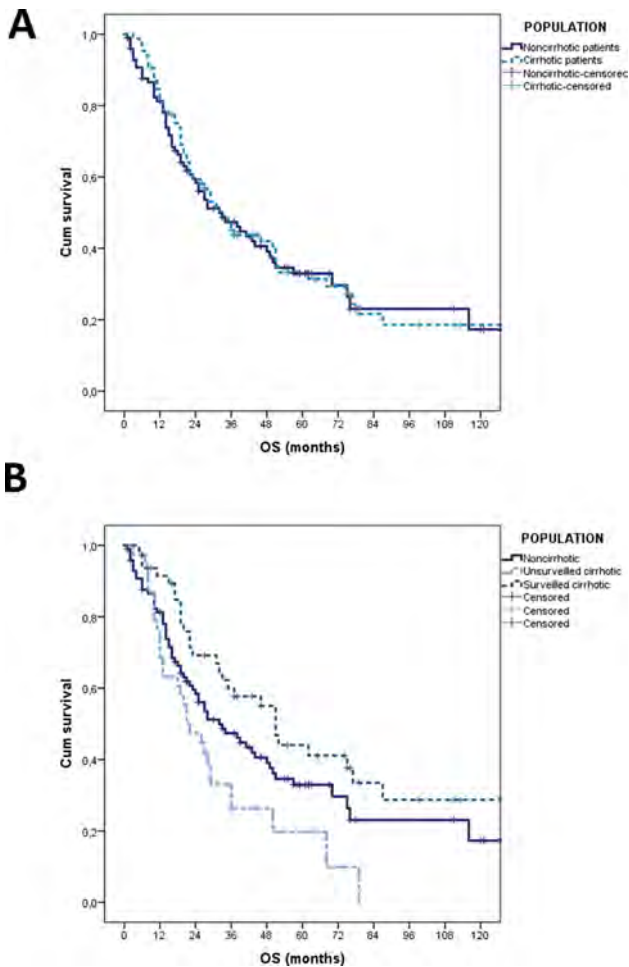 A
POPULATION
Noncirrhotic patients
Cirrhotic patients
Noncirrhotic-censorec
Cirrhotic-censored
1,0
0,8
0,6
0,4
0,2
0,0
Cum survival
0 12 24 36 48 60 72 84 96 108 120
OS (months)
B
POPULATION
Noncirrhotic
Unsurveilled cirrhotic
Surveilled cirrhotic
Censored
Censored
Censored
1,0
0,8
0,6
0,4
0,2
0,0
Cum survival
0 12 24 36 48 60 72 84 96 108 120
OS (months)